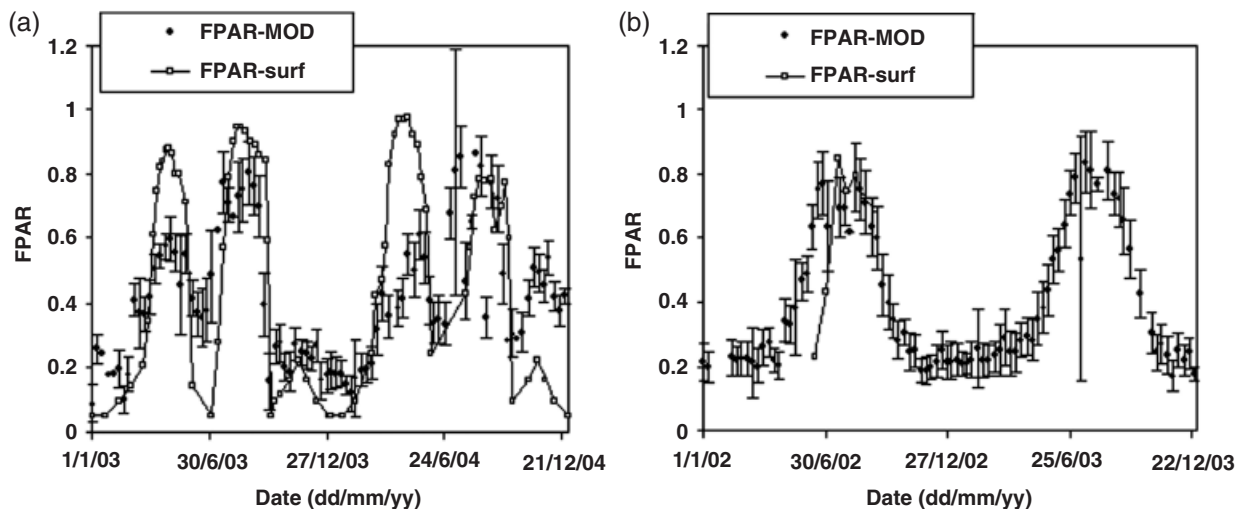 (a)
FPAR-MOD
FPAR-surf
1.2
1
0.8
0.6
0.4
0.2
0
FPAR
1/1/03
30/6/03
27/12/03
24/6/04
21/12/04
Date (dd/mm/yy)
(b)
FPAR-MOD
FPAR-surf
1.2
1
0.8
0.6
0.4
0.2
0
FPAR
1/1/02
30/6/02
27/12/02
25/6/03
22/12/03
Date (dd/mm/yy)